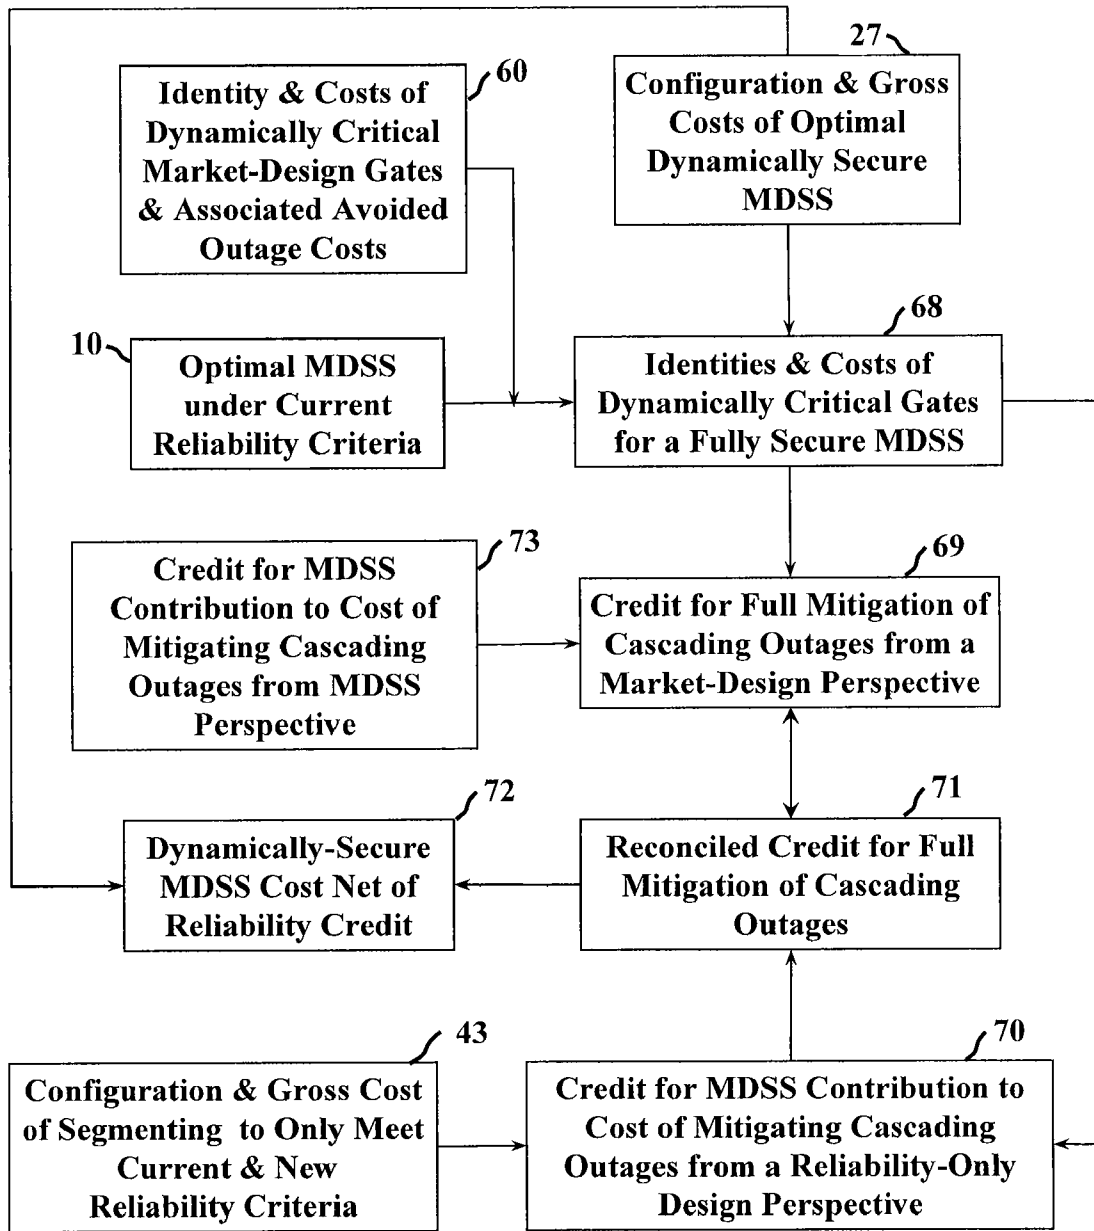 27
Configuration & Gross
Costs of Optimal
Dynamically Secure
MDSS
60
Identity & Costs of
Dynamically Critical
Market-Design Gates
& Associated Avoided
Outage Costs
10
Optimal MDSS
under Current
Reliability Criteria
68
Identities & Costs of
Dynamically Critical Gates
for a Fully Secure MDSS
73
Credit for MDSS
Contribution to Cost of
Mitigating Cascading
Outages from MDSS
Perspective
69
Credit for Full Mitigation of
Cascading Outages from a
Market-Design Perspective
72
Dynamically-Secure
MDSS Cost Net of
Reliability Credit
71
Reconciled Credit for Full
Mitigation of Cascading
Outages
43
Configuration & Gross Cost
of Segmenting to Only Meet
Current & New
Reliability Criteria
70
Credit for MDSS Contribution to
Cost of Mitigating Cascading
Outages from a Reliability-Only
Design Perspective